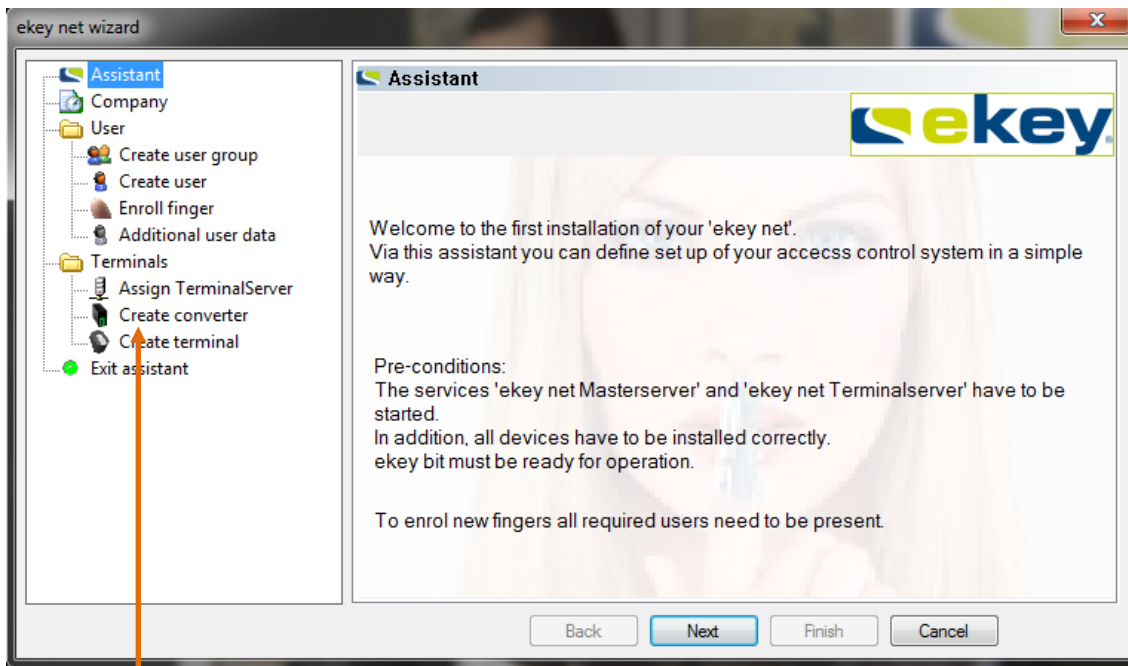 ekey net wizard
Assistant
Company
User
Create user group
Create user
Enroll finger
Additional user data
Terminals
Assign TerminalServer
Create converter
Create terminal
Exit assistant
Assistant
ekey
Welcome to the first installation of your 'ekey net'.
Via this assistant you can define set up of your accecss control system in a simple
way.
Pre-conditions:
The services 'ekey net Masterserver' and 'ekey net Terminalserver' have to be
started.
In addition, all devices have to be installed correctly.
ekey bit must be ready for operation.
To enrol new fingers all required users need to be present.
Back
Next
Finish
Cancel